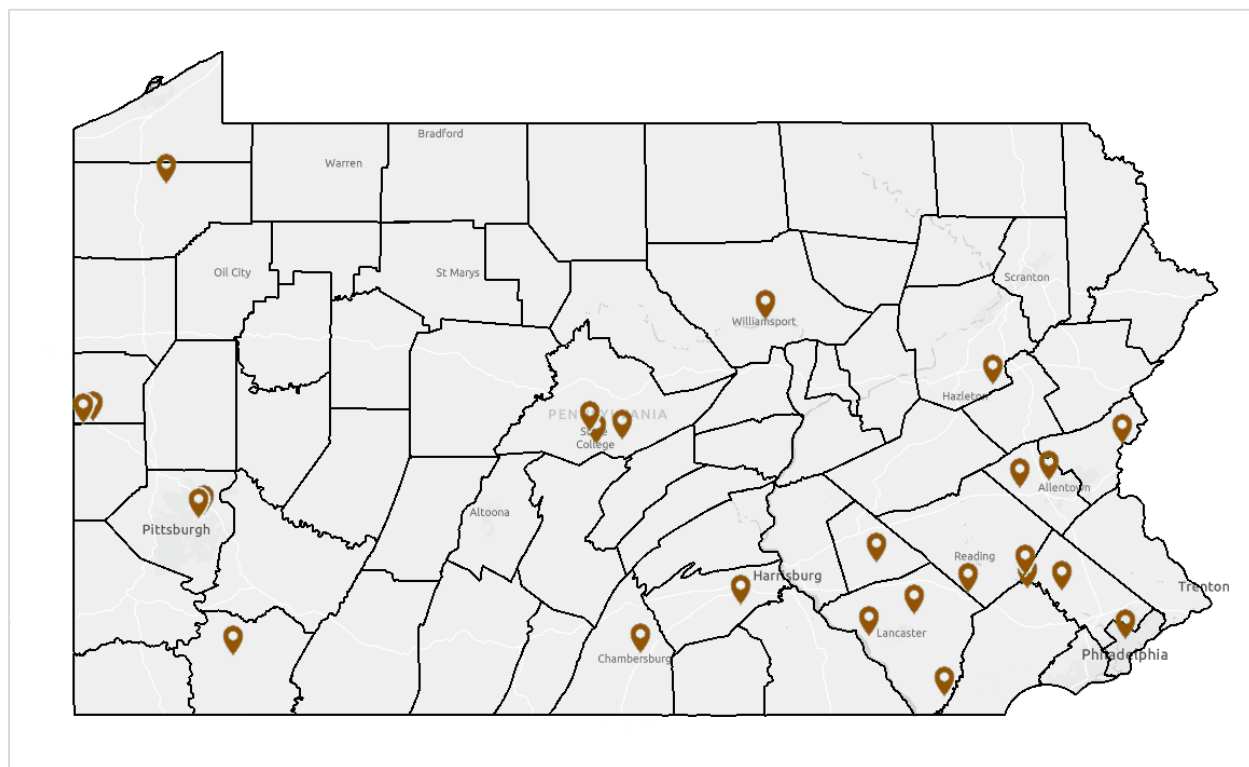 Bradford
Warren
Oil City
St Marys
Scranton
Williamsport
Hazleton
PENNSYLVANIA
State
College
Allentown
Altoona
Pittsburgh
Reading
Harrisburg
Trenton
Lancaster
Chambersburg
Philadelphia